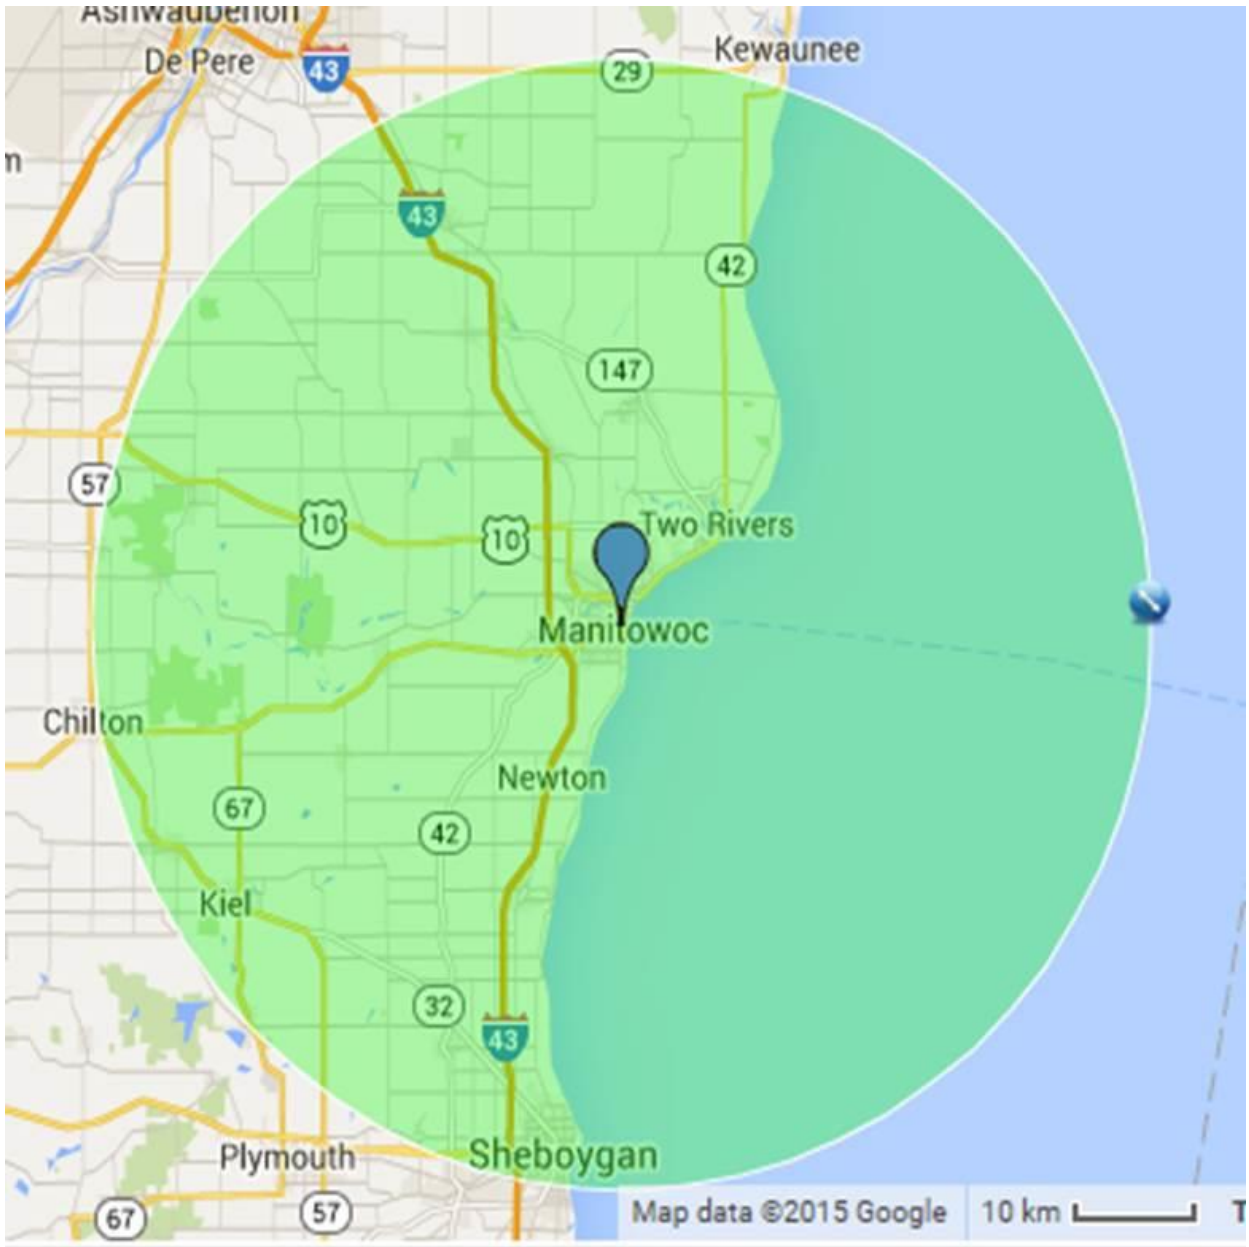 Ashwaubenon
Kewaunee
De Pere
43
29
m
43
42
147
57
10
10
Two Rivers
Manitowoc
Chilton
Newton
67
42
Kiel
32
43
Plymouth
Sheboygan
67
57
Map data ©2015 Google
10 km
T